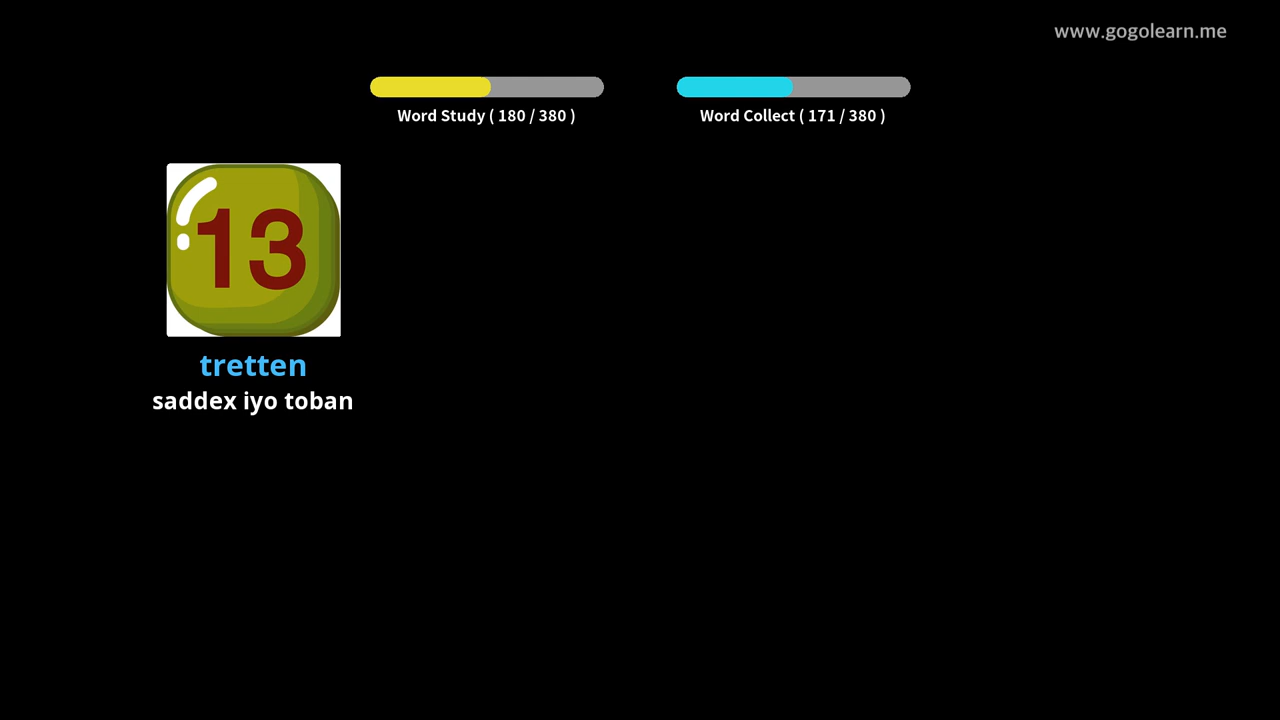 www.gogolearn.me
Word Study ( 180 / 380 )
Word Collect ( 171 / 380 )
13
tretten
saddex iyo toban